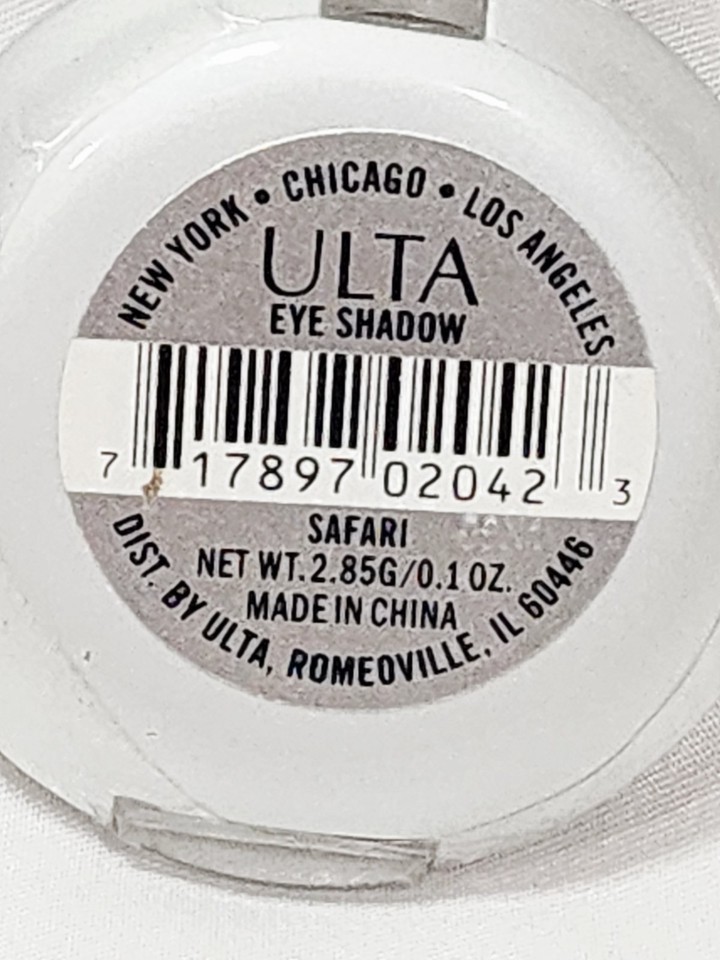 NEW YORK • CHICAGO • LOS ANGELES
ULTA
EYE SHADOW
7 17897 02042 3
SAFARI
NET WT.2.85G/0.1 OZ.
MADE IN CHINA
DIST. BY ULTA, ROMEOVILLE, IL 60446